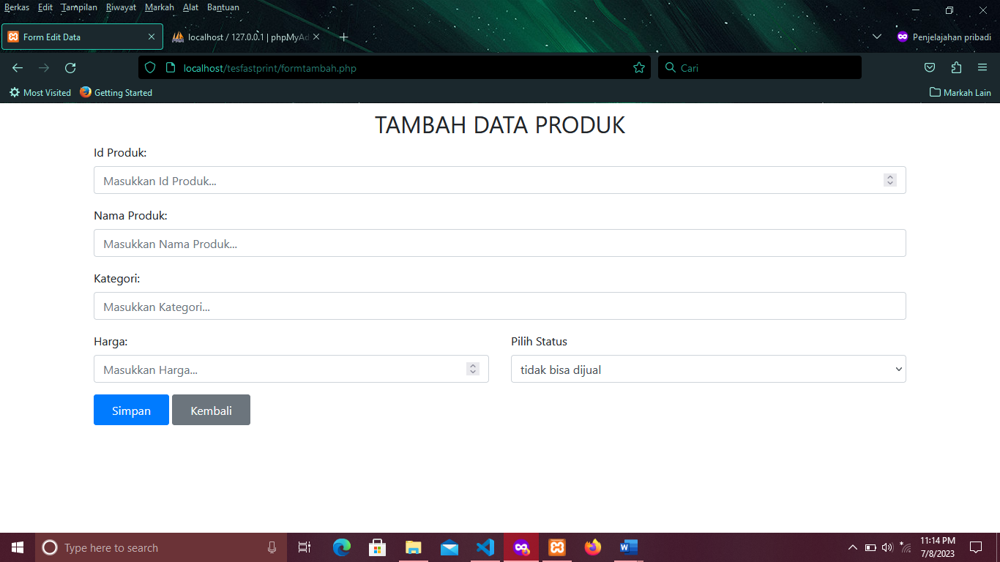 Berkas Edit Tampilan Riwayat Markah Alat Bantuan
Form Edit Data
localhost / 127.0.0.1 | phpMyAd
Penjelajahan pribadi
localhost/tesfastprint/formtambah.php
Cari
Most Visited Getting Started Markah Lain
TAMBAH DATA PRODUK
Id Produk:
Masukkan Id Produk...
Nama Produk:
Masukkan Nama Produk...
Kategori:
Masukkan Kategori...
Harga: Pilih Status
Masukkan Harga... tidak bisa dijual
Simpan Kembali
Type here to search
11:14 PM
7/8/2023